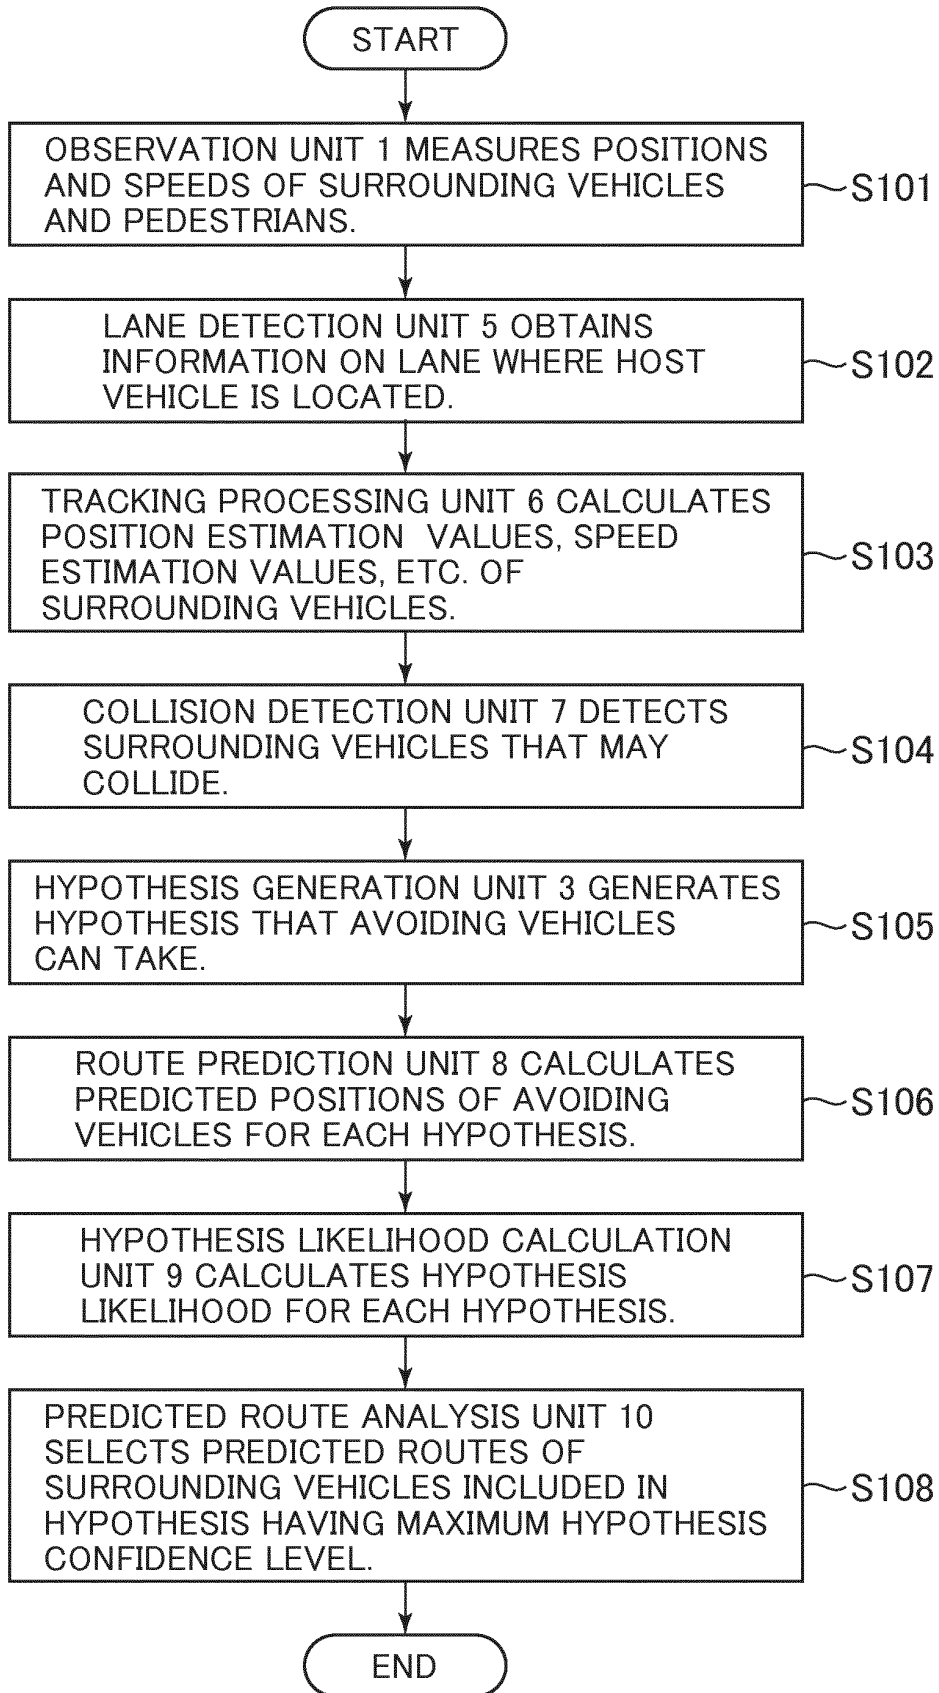 START
OBSERVATION UNIT 1 MEASURES POSITIONS
AND SPEEDS OF SURROUNDING VEHICLES
AND PEDESTRIANS.
S101
LANE DETECTION UNIT 5 OBTAINS
INFORMATION ON LANE WHERE HOST
VEHICLE IS LOCATED.
S102
TRACKING PROCESSING UNIT 6 CALCULATES
POSITION ESTIMATION VALUES, SPEED
ESTIMATION VALUES, ETC. OF
SURROUNDING VEHICLES.
S103
COLLISION DETECTION UNIT 7 DETECTS
SURROUNDING VEHICLES THAT MAY
COLLIDE.
S104
HYPOTHESIS GENERATION UNIT 3 GENERATES
HYPOTHESIS THAT AVOIDING VEHICLES
CAN TAKE.
S105
ROUTE PREDICTION UNIT 8 CALCULATES
PREDICTED POSITIONS OF AVOIDING
VEHICLES FOR EACH HYPOTHESIS.
S106
HYPOTHESIS LIKELIHOOD CALCULATION
UNIT 9 CALCULATES HYPOTHESIS
LIKELIHOOD FOR EACH HYPOTHESIS.
S107
PREDICTED ROUTE ANALYSIS UNIT 10
SELECTS PREDICTED ROUTES OF
SURROUNDING VEHICLES INCLUDED IN
HYPOTHESIS HAVING MAXIMUM HYPOTHESIS
CONFIDENCE LEVEL.
S108
END